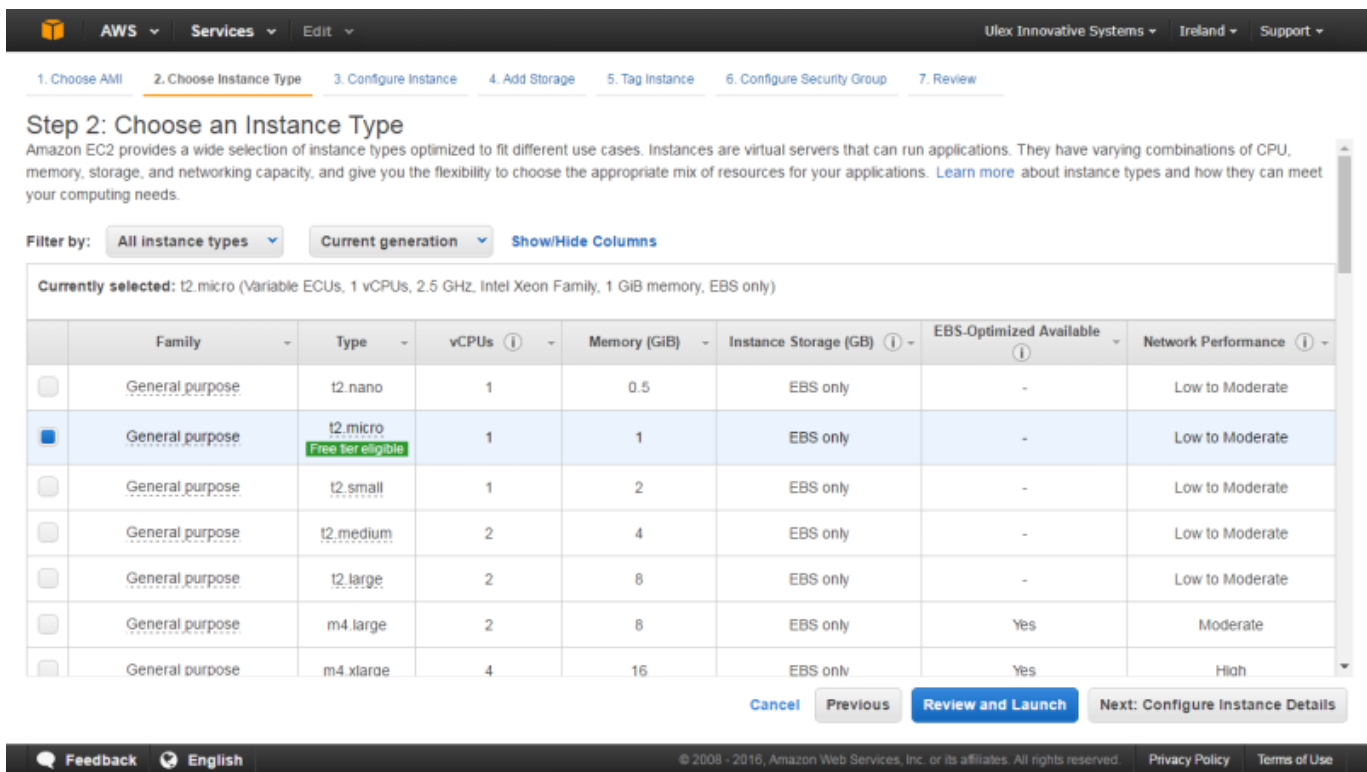 AWS Services Edit Ulex Innovative Systems Ireland Support
1. Choose AMI 2. Choose Instance Type 3. Configure Instance 4. Add Storage 5. Tag Instance 6. Configure Security Group 7. Review
Step 2: Choose an Instance Type
Amazon EC2 provides a wide selection of instance types optimized to fit different use cases. Instances are virtual servers that can run applications. They have varying combinations of CPU,
memory, storage, and networking capacity, and give you the flexibility to choose the appropriate mix of resources for your applications. Learn more about instance types and how they can meet
your computing needs.
Filter by: All instance types Current generation Show/Hide Columns
Currently selected: t2.micro (Variable ECUs, 1 vCPUs, 2.5 GHz, Intel Xeon Family, 1 GiB memory, EBS only)
Family Type vCPUs Memory (GiB) Instance Storage (GB) EBS-Optimized Available Network Performance
General purpose t2.nano 1 0.5 EBS only - Low to Moderate
General purpose t2.micro Free tier eligible 1 1 EBS only - Low to Moderate
General purpose t2.small 1 2 EBS only - Low to Moderate
General purpose t2.medium 2 4 EBS only - Low to Moderate
General purpose t2.large 2 8 EBS only - Low to Moderate
General purpose m4.large 2 8 EBS only Yes Moderate
General purpose m4.xlarge 4 16 EBS only Yes High
Cancel Previous Review and Launch Next: Configure Instance Details
Feedback English © 2008 - 2016, Amazon Web Services, Inc. or its affiliates. All rights reserved. Privacy Policy Terms of Use